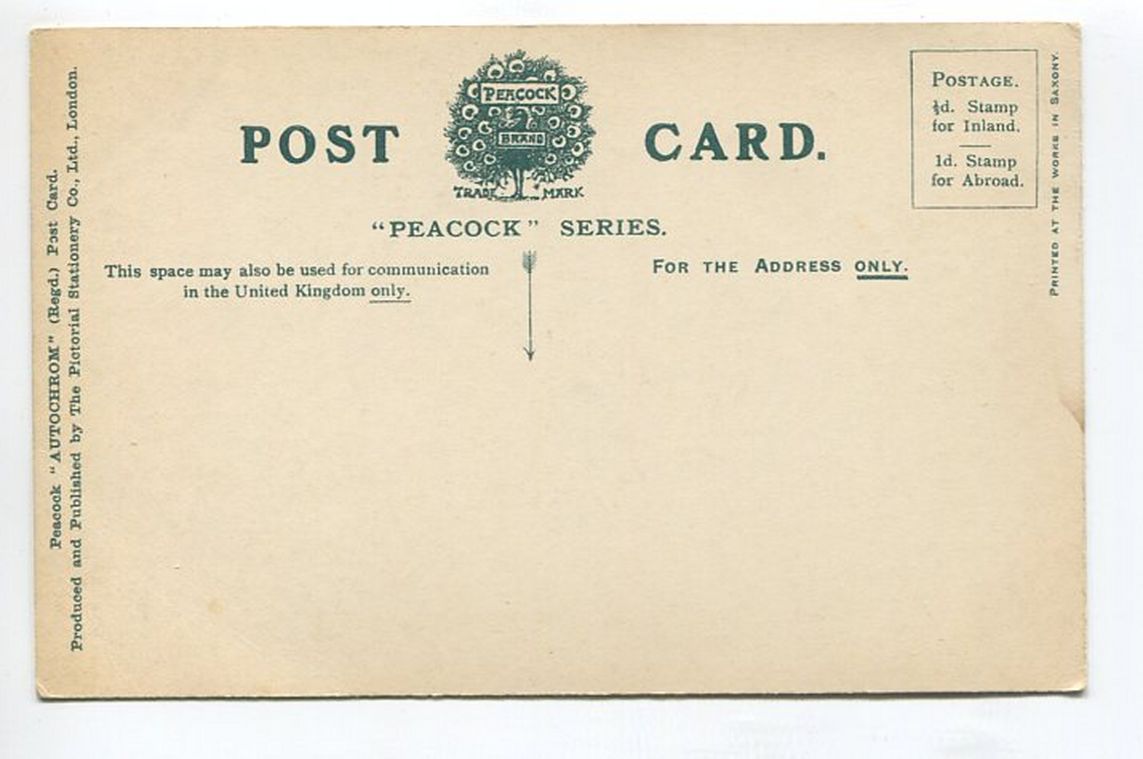 POST CARD.
PEACOCK
BRAND
TRADE MARK
"PEACOCK" SERIES.
This space may also be used for communication
in the United Kingdom only.
FOR THE ADDRESS ONLY.
POSTAGE.
½d. Stamp
for Inland.
1d. Stamp
for Abroad.
PRINTED AT THE WORKS IN SAXONY.
Peacock "AUTOCHROM" (Regd.) Post Card.
Produced and Published by The Pictorial Stationery Co., Ltd., London.